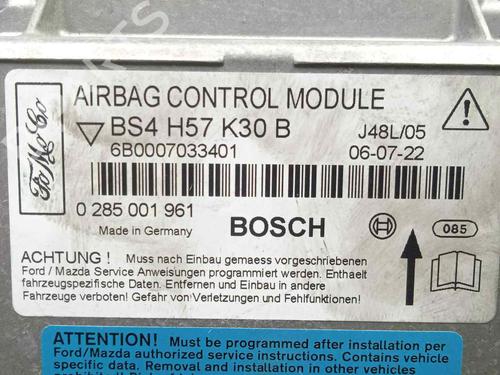 FoMoCo
AIRBAG CONTROL MODULE
BS4 H57 K30 B
J48L/05
6B0007033401
06-07-22
0 285 001 961
BOSCH
085
Made in Germany
ACHTUNG ! Muss nach Einbau gemaess vorgeschriebenen
Ford / Mazda Service Anweisungen programmiert werden. Enthaelt
fahrzeugspezifische Daten. Entfernen und Einbau in andere
Fahrzeuge verboten! Gefahr von Verletzungen und Fehlfunktionen!
ATTENTION! Must be programmed after installation per
Ford/Mazda authorized service instructions. Contains vehicle
specific data. Removal and installation in other vehicles